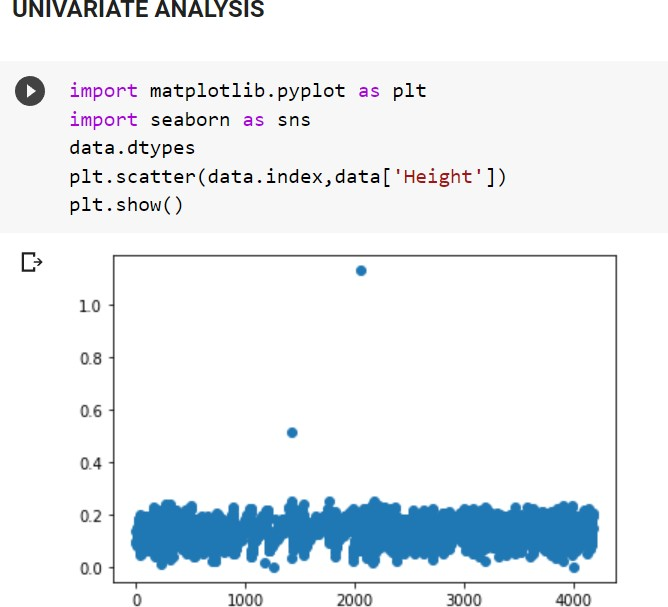 UNIVARIATE ANALYSIS
import matplotlib.pyplot as plt
import seaborn as sns
data.dtypes
plt.scatter(data.index,data['Height'])
plt.show()
1.0
0.8
0.6
0.4
0.2
0.0
0 1000 2000 3000 4000